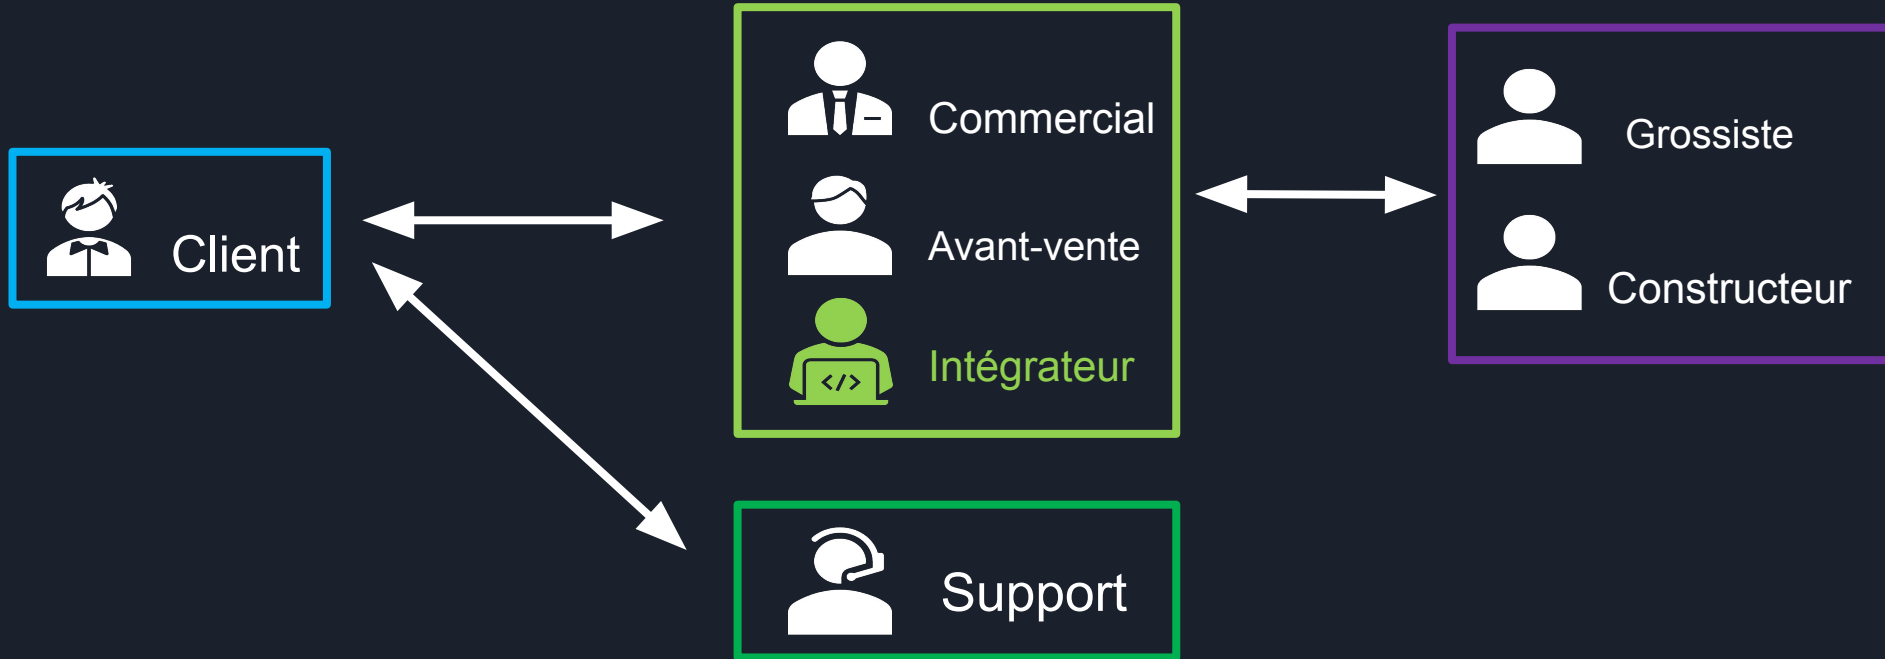 Client
Commercial
Avant-vente
</>
Intégrateur
Support
Grossiste
Constructeur